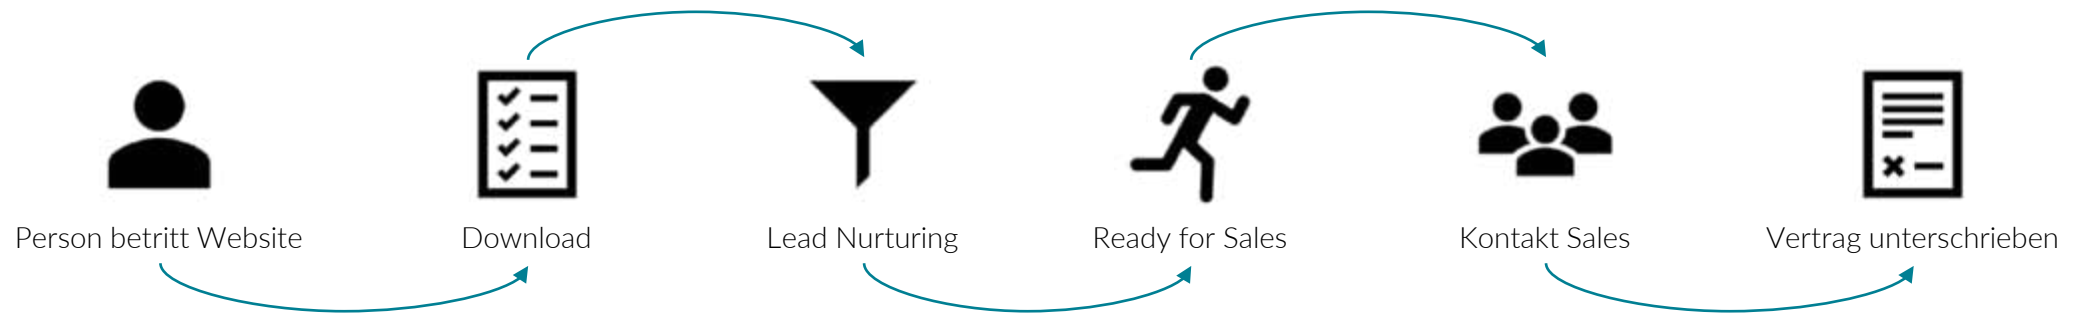 Person betritt Website
Download
Lead Nurturing
Ready for Sales
Kontakt Sales
Vertrag unterschrieben